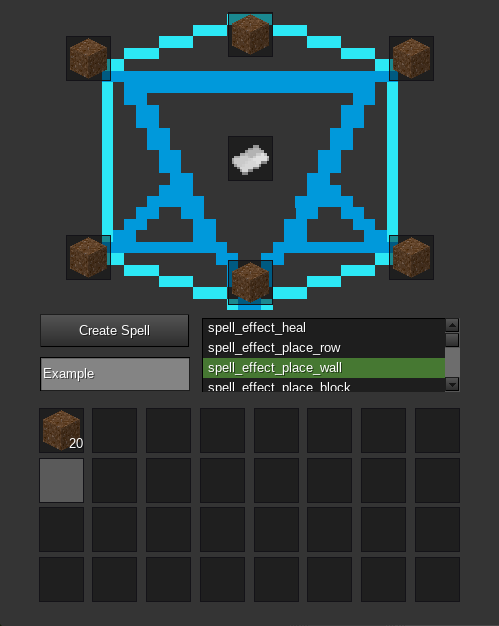 Create Spell
Example
spell_effect_heal
spell_effect_place_row
spell_effect_place_wall
spell_effect_place_block
20